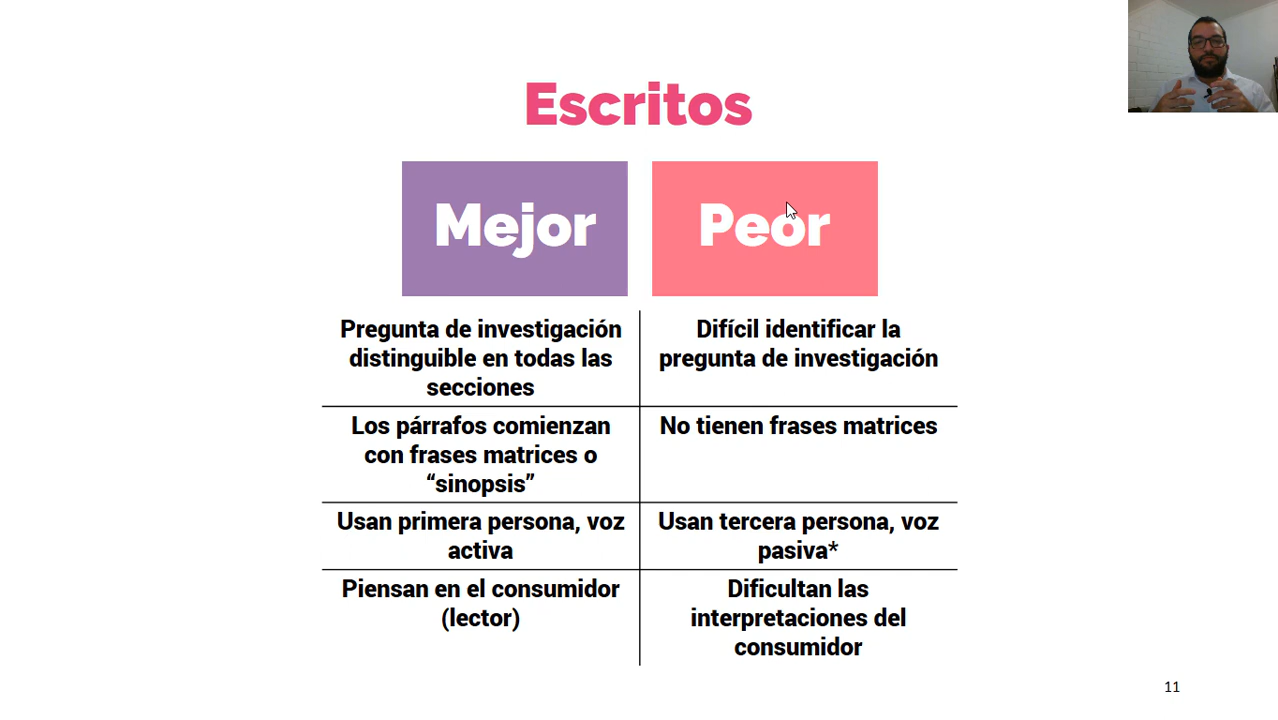 Escritos
Mejor
Peor
Pregunta de investigación
distinguible en todas las
secciones
Difícil identificar la
pregunta de investigación
Los párrafos comienzan
con frases matrices o
“sinopsis”
No tienen frases matrices
Usan primera persona, voz
activa
Usan tercera persona, voz
pasiva*
Piensan en el consumidor
(lector)
Dificultan las
interpretaciones del
consumidor
11